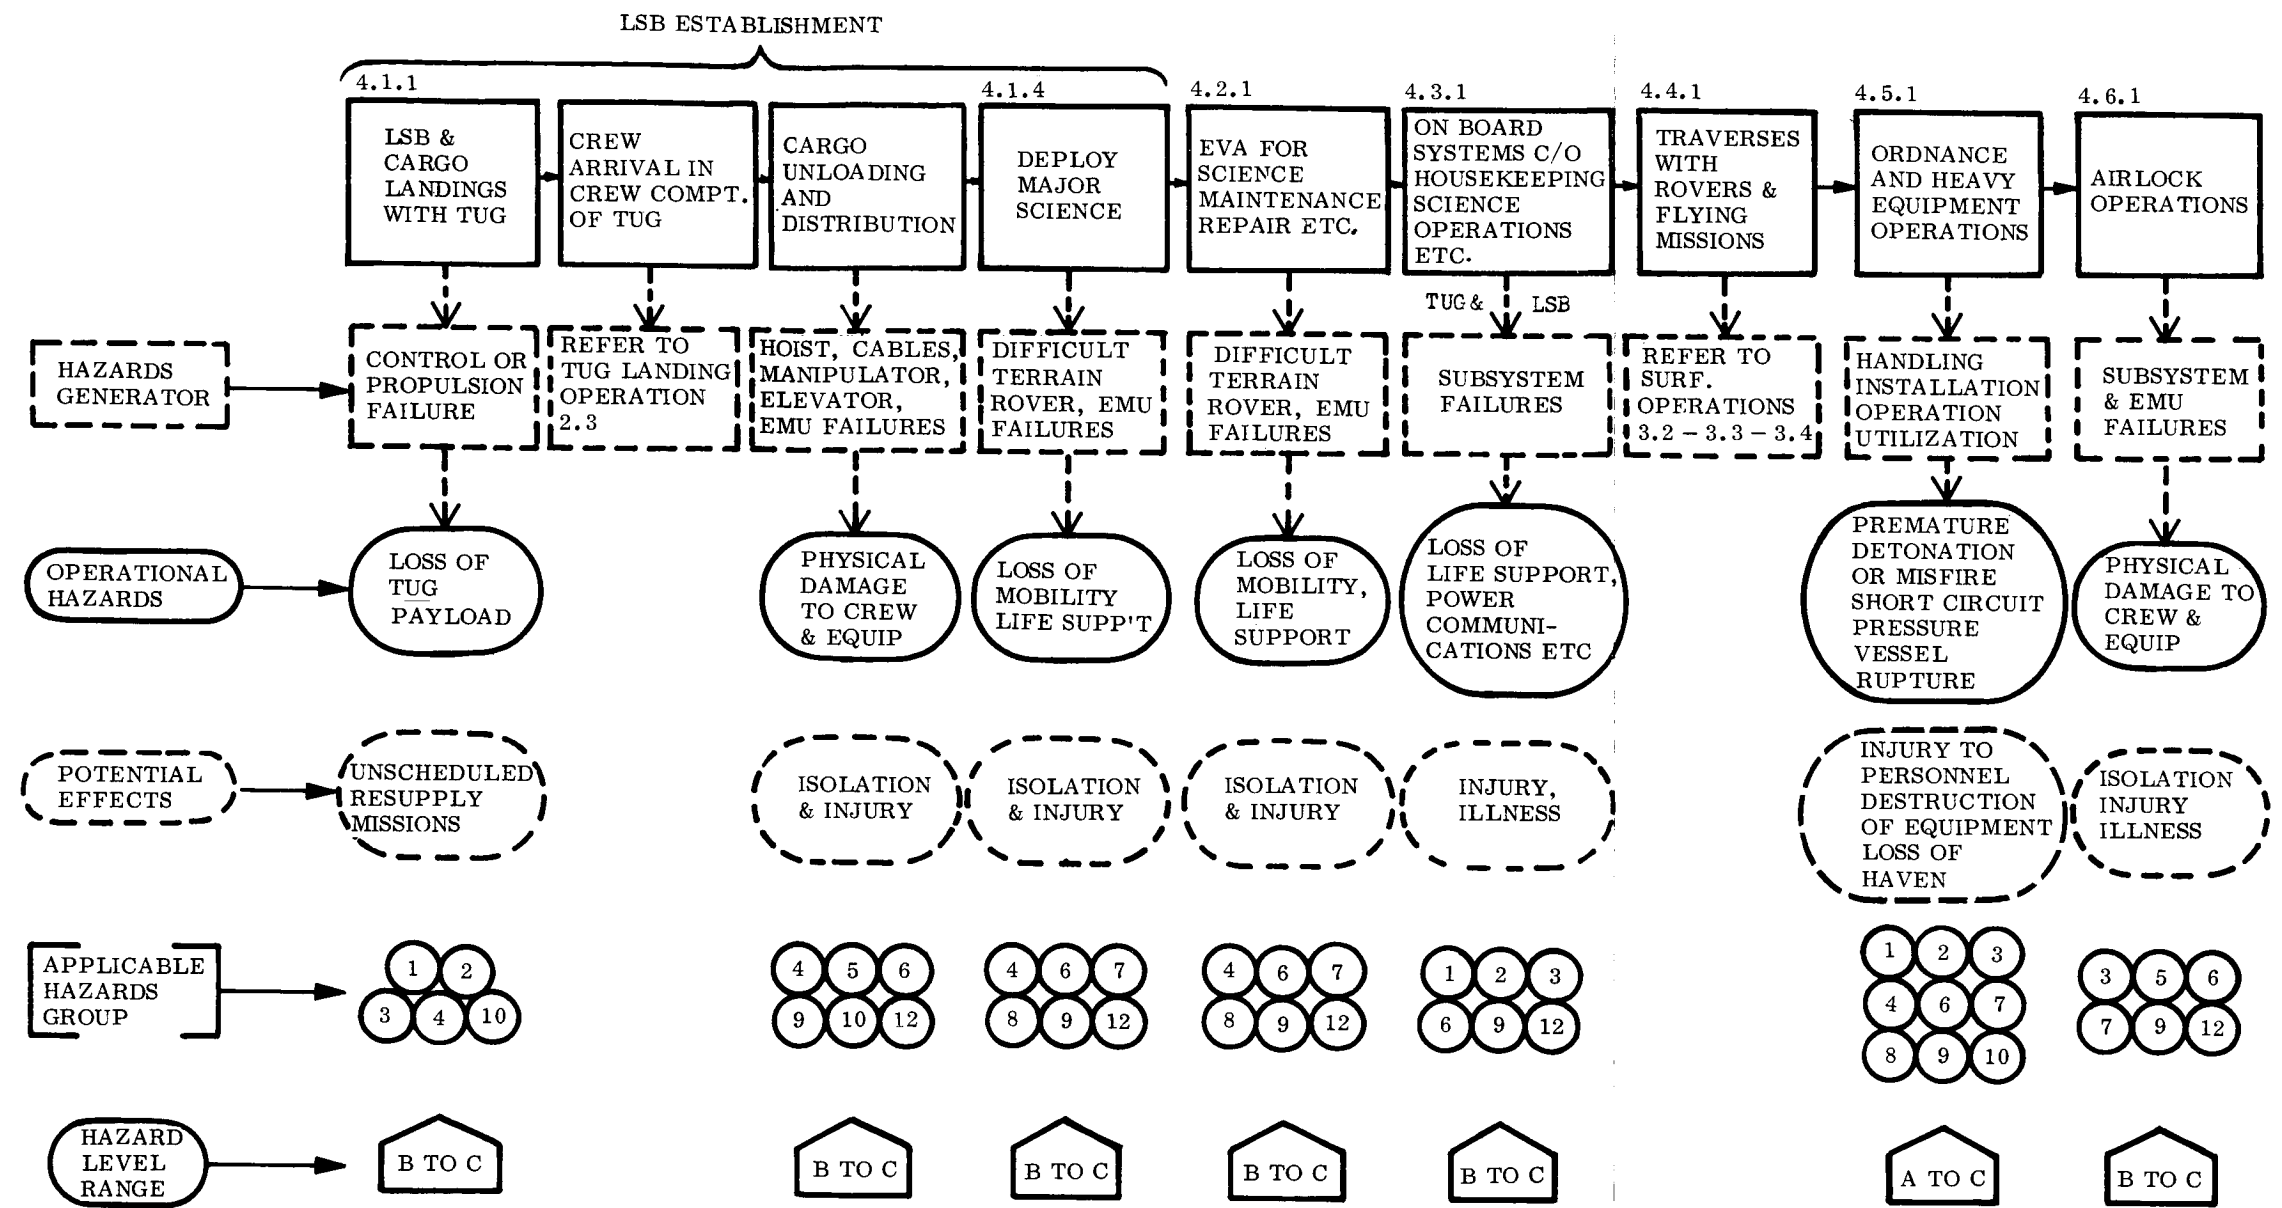 LSB ESTABLISHMENT
4.1.1
4.1.4
4.2.1
4.3.1
4.4.1
4.5.1
4.6.1
LSB &
CARGO
LANDINGS
WITH TUG
CREW
ARRIVAL IN
CREW COMPT.
OF TUG
CARGO
UNLOADING
AND
DISTRIBUTION
DEPLOY
MAJOR
SCIENCE
EVA FOR
SCIENCE
MAINTENANCE
REPAIR ETC.
ON BOARD
SYSTEMS C/O
HOUSEKEEPING
SCIENCE
OPERATIONS
ETC.
TRAVERSES
WITH
ROVERS &
FLYING
MISSIONS
ORDNANCE
AND HEAVY
EQUIPMENT
OPERATIONS
AIRLOCK
OPERATIONS
TUG & LSB
HAZARDS
GENERATOR
CONTROL OR
PROPULSION
FAILURE
REFER TO
TUG LANDING
OPERATION
2.3
HOIST, CABLES,
MANIPULATOR,
ELEVATOR,
EMU FAILURES
DIFFICULT
TERRAIN
ROVER, EMU
FAILURES
DIFFICULT
TERRAIN
ROVER, EMU
FAILURES
SUBSYSTEM
FAILURES
REFER TO
SURF.
OPERATIONS
3.2 – 3.3 – 3.4
HANDLING
INSTALLATION
OPERATION
UTILIZATION
SUBSYSTEM
& EMU
FAILURES
OPERATIONAL
HAZARDS
LOSS OF
TUG
PAYLOAD
PHYSICAL
DAMAGE
TO CREW
& EQUIP
LOSS OF
MOBILITY
LIFE SUPP'T
LOSS OF
MOBILITY,
LIFE
SUPPORT
LOSS OF
LIFE SUPPORT,
POWER
COMMUNI-
CATIONS ETC
PREMATURE
DETONATION
OR MISFIRE
SHORT CIRCUIT
PRESSURE
VESSEL
RUPTURE
PHYSICAL
DAMAGE TO
CREW &
EQUIP
POTENTIAL
EFFECTS
UNSCHEDULED
RESUPPLY
MISSIONS
ISOLATION
& INJURY
ISOLATION
& INJURY
ISOLATION
& INJURY
INJURY,
ILLNESS
INJURY TO
PERSONNEL
DESTRUCTION
OF EQUIPMENT
LOSS OF
HAVEN
ISOLATION
INJURY
ILLNESS
APPLICABLE
HAZARDS
GROUP
1 2
3 4 10
4 5 6
9 10 12
4 6 7
8 9 12
4 6 7
8 9 12
1 2 3
6 9 12
1 2 3
4 6 7
8 9 10
3 5 6
7 9 12
HAZARD
LEVEL
RANGE
B TO C
B TO C
B TO C
B TO C
B TO C
A TO C
B TO C